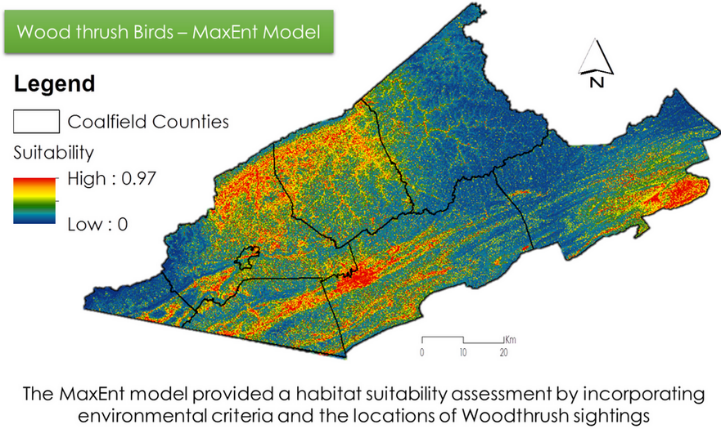 Wood thrush Birds – MaxEnt Model
Legend
Coalfield Counties
Suitability
High : 0.97
Low : 0
N
Km
0 10 20
The MaxEnt model provided a habitat suitability assessment by incorporating
environmental criteria and the locations of Woodthrush sightings